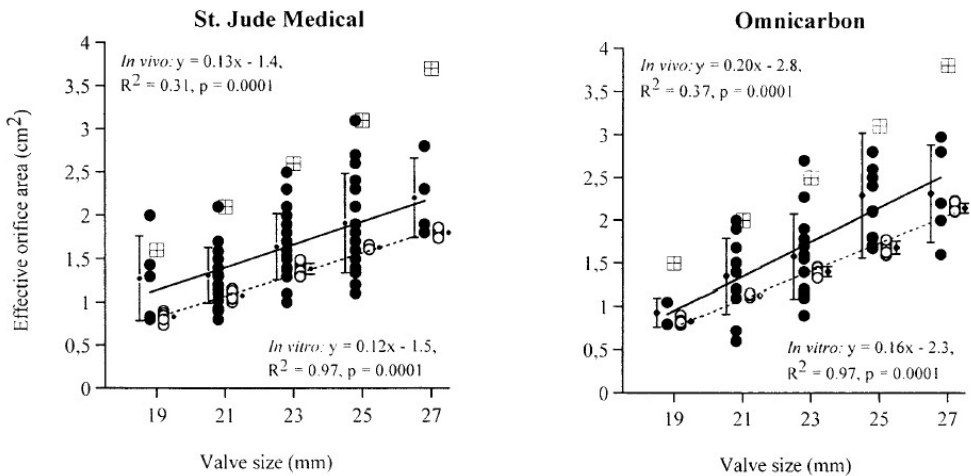 St. Jude Medical
Effective orifice area (cm²)
4
3,5
3
2,5
2
1,5
1
0,5
0
In vivo: y = 0.13x - 1.4,
R² = 0.31, p = 0.0001
In vitro: y = 0.12x - 1.5,
R² = 0.97, p = 0.0001
19 21 23 25 27
Valve size (mm)
Omnicarbon
4
3,5
3
2,5
2
1,5
1
0,5
0
In vivo: y = 0.20x - 2.8,
R² = 0.37, p = 0.0001
In vitro: y = 0.16x - 2.3,
R² = 0.97, p = 0.0001
19 21 23 25 27
Valve size (mm)